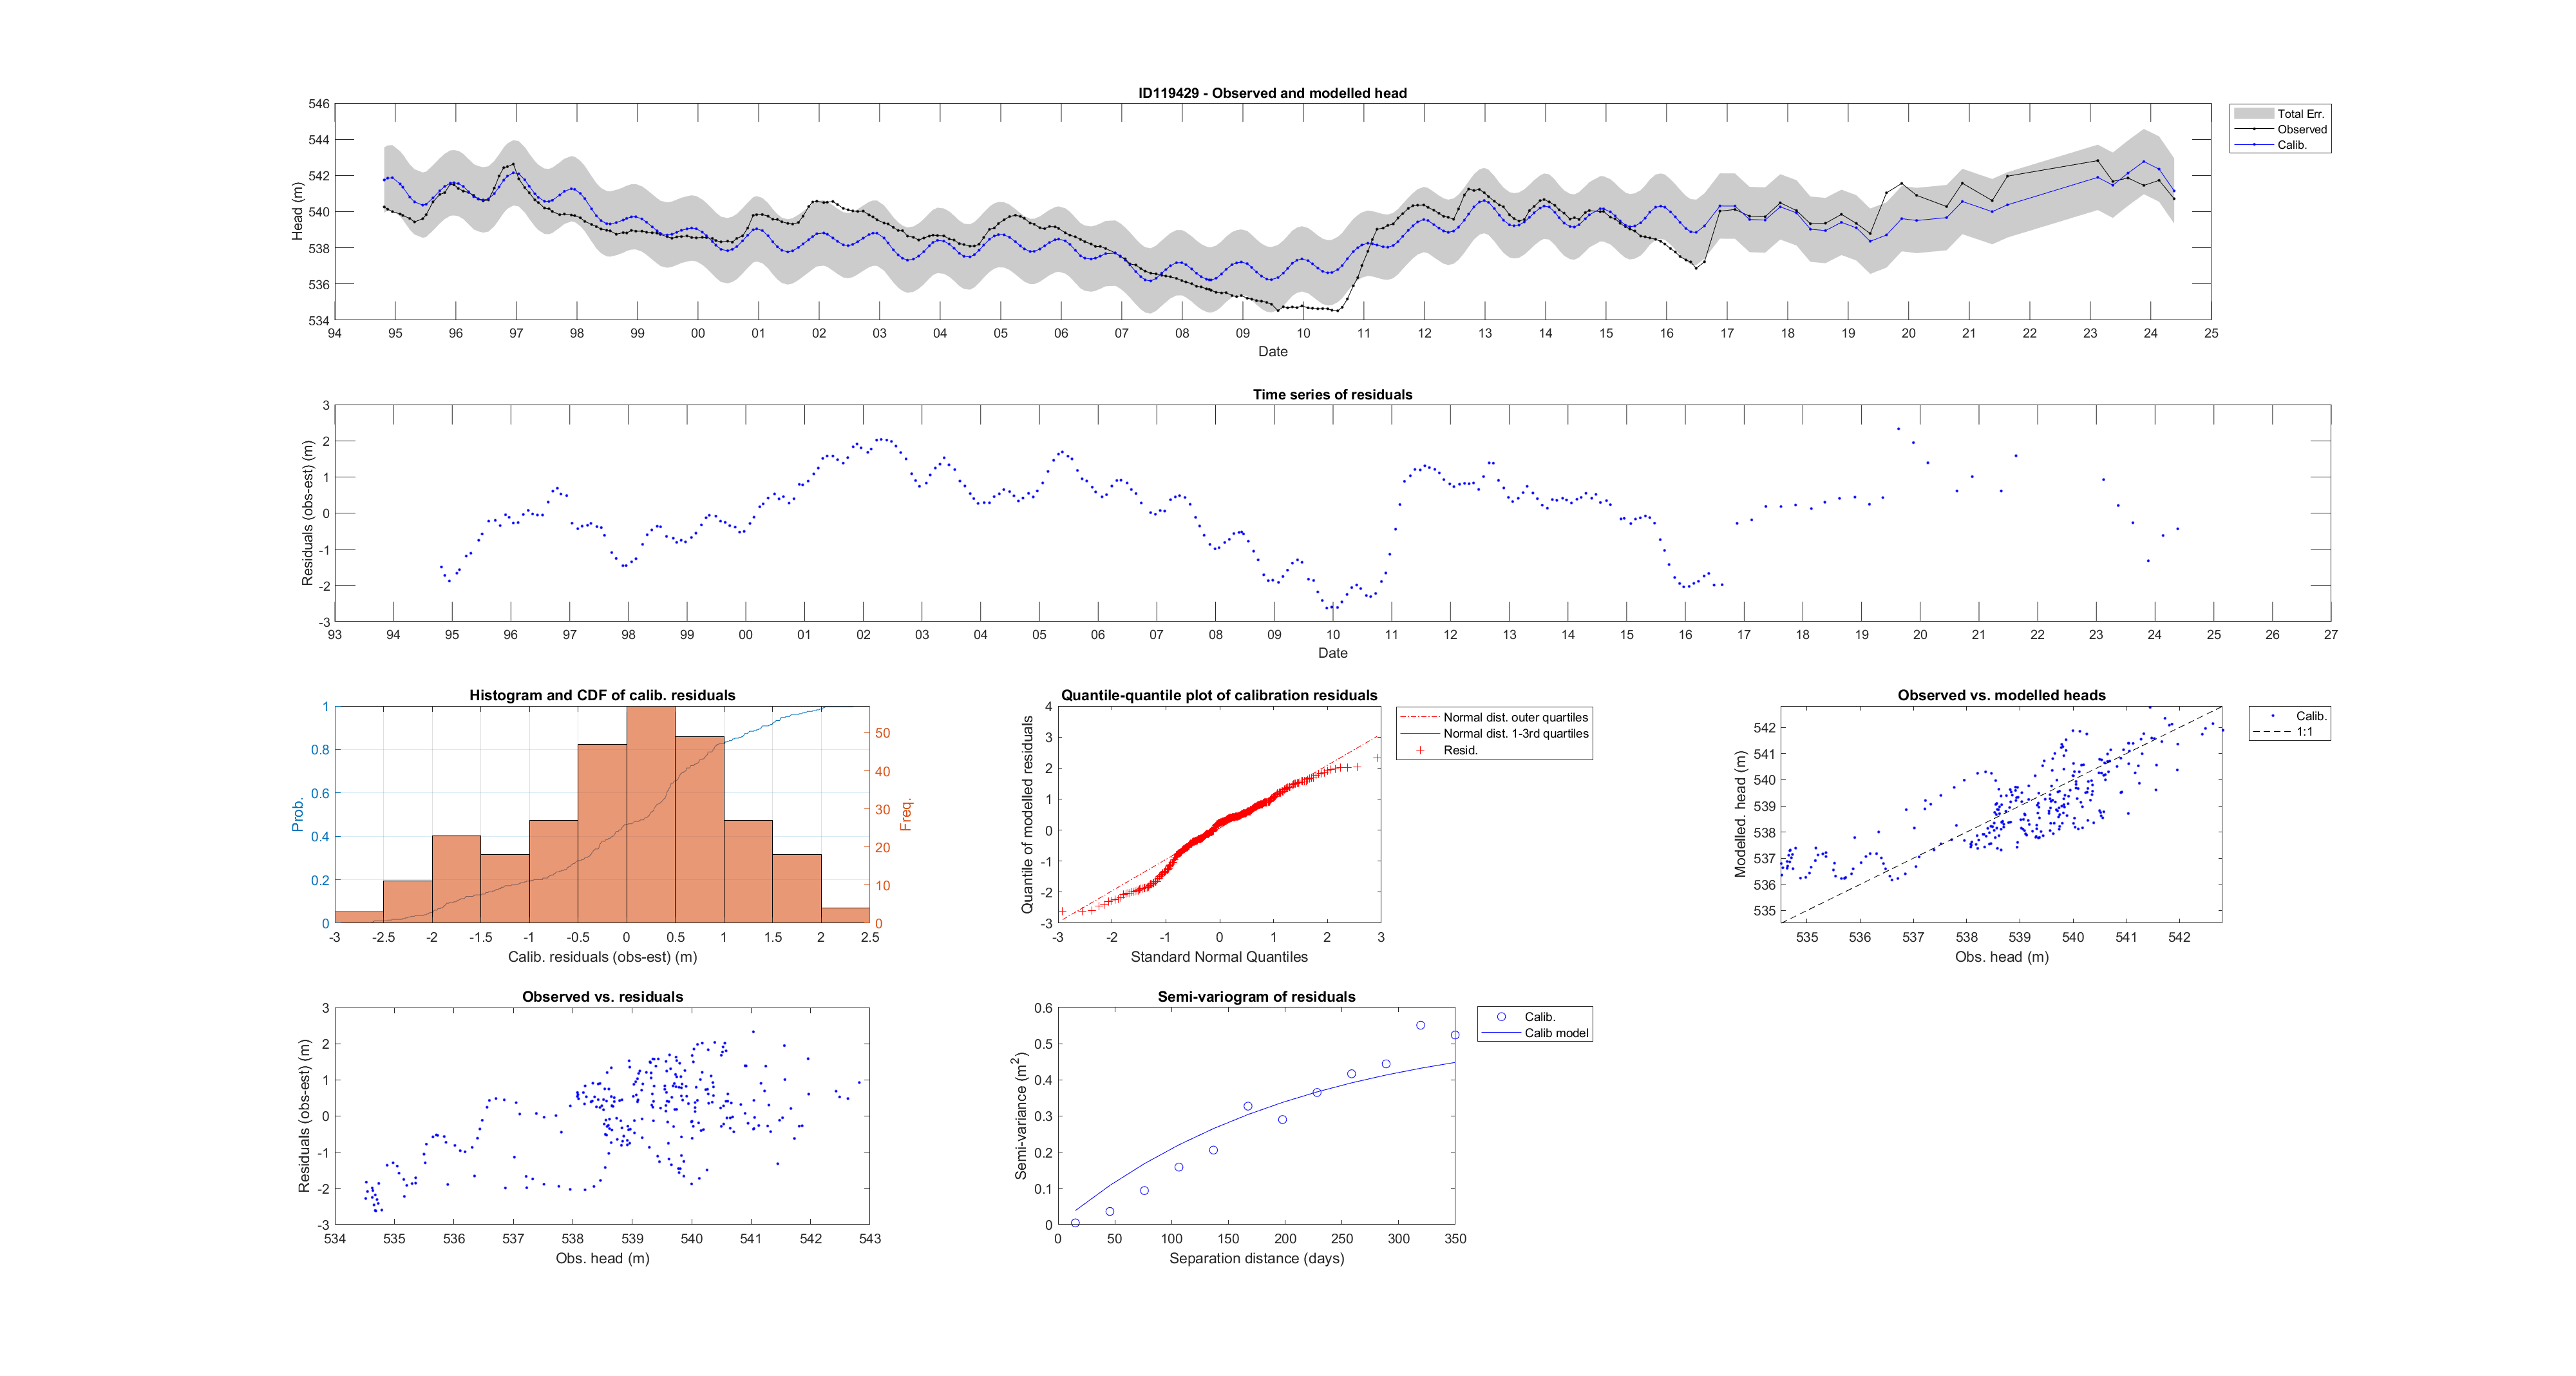 ID119429 - Observed and modelled head
546
544
542
540
538
536
534
Head (m)
94 95 96 97 98 99 00 01 02 03 04 05 06 07 08 09 10 11 12 13 14 15 16 17 18 19 20 21 22 23 24 25
Date
Total Err.
Observed
Calib.
Time series of residuals
3
2
1
0
-1
-2
-3
Residuals (obs-est) (m)
93 94 95 96 97 98 99 00 01 02 03 04 05 06 07 08 09 10 11 12 13 14 15 16 17 18 19 20 21 22 23 24 25 26 27
Date
Histogram and CDF of calib. residuals
1
0.8
0.6
0.4
0.2
0
Prob.
50
40
30
20
10
0
Freq.
-3 -2.5 -2 -1.5 -1 -0.5 0 0.5 1 1.5 2 2.5
Calib. residuals (obs-est) (m)
Quantile-quantile plot of calibration residuals
4
3
2
1
0
-1
-2
-3
Quantile of modelled residuals
-3 -2 -1 0 1 2 3
Standard Normal Quantiles
Normal dist. outer quartiles
Normal dist. 1-3rd quartiles
Resid.
Observed vs. modelled heads
542
541
540
539
538
537
536
535
Modelled. head (m)
535 536 537 538 539 540 541 542
Obs. head (m)
Calib.
1:1
Observed vs. residuals
3
2
1
0
-1
-2
-3
Residuals (obs-est) (m)
534 535 536 537 538 539 540 541 542 543
Obs. head (m)
Semi-variogram of residuals
0.6
0.5
0.4
0.3
0.2
0.1
0
Semi-variance (m2)
0 50 100 150 200 250 300 350
Separation distance (days)
Calib.
Calib model